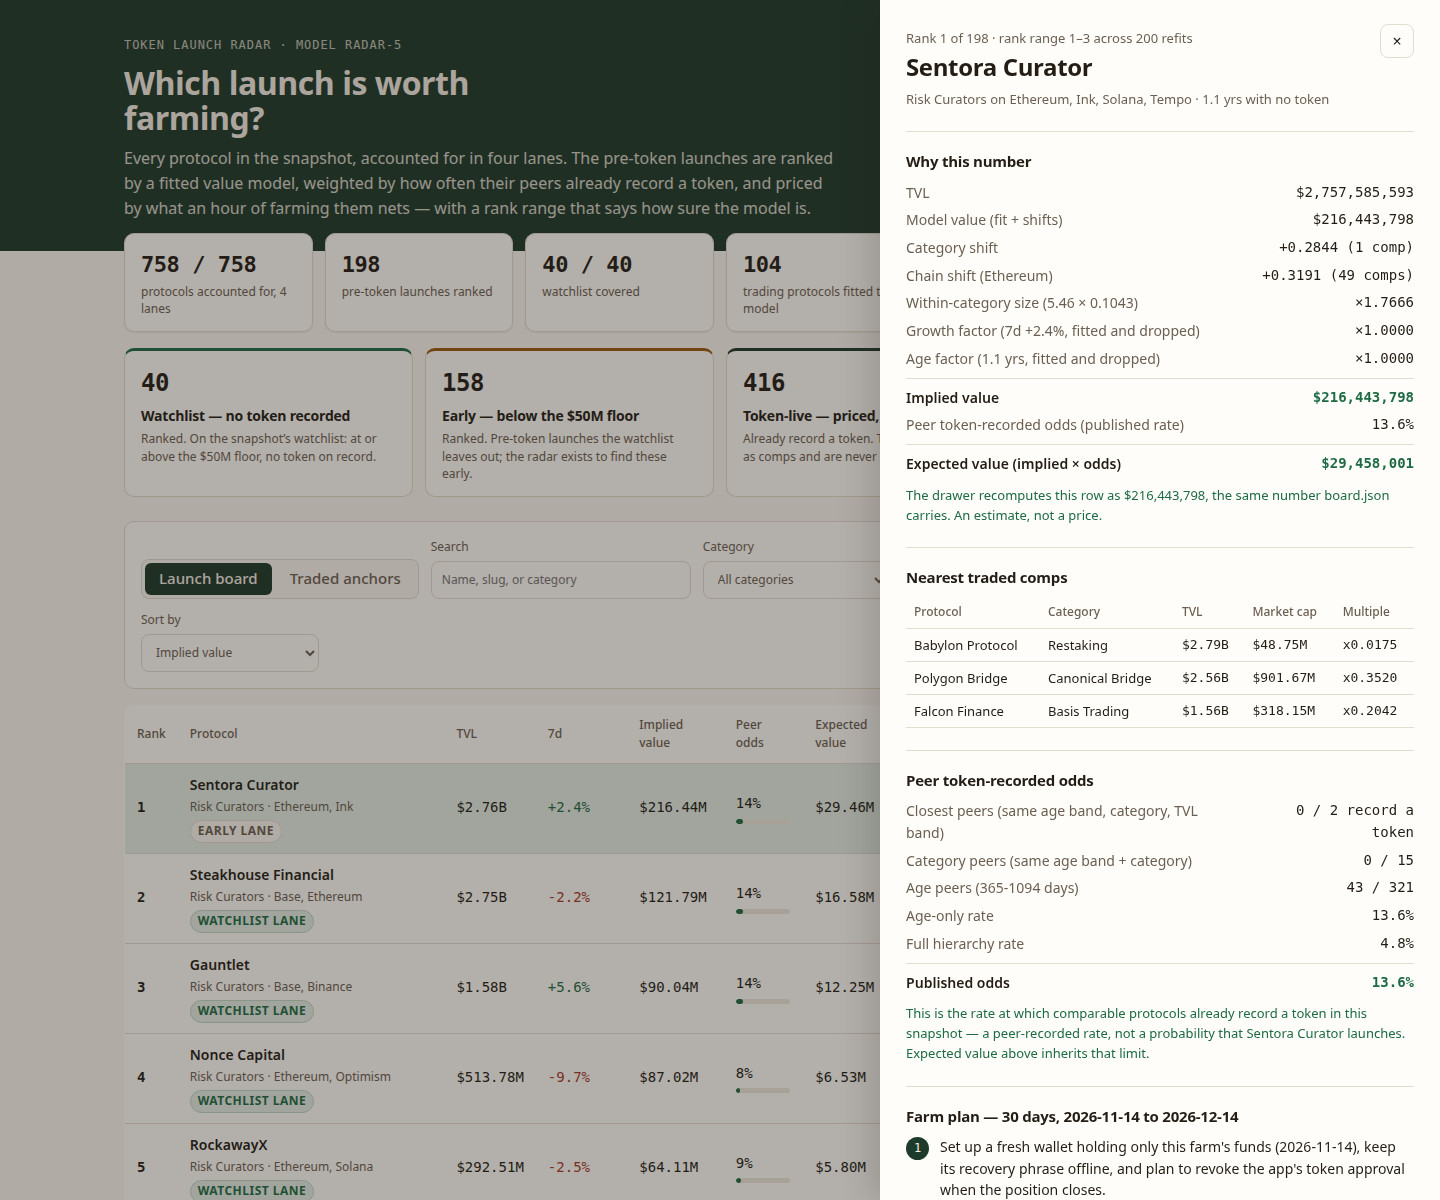 TOKEN LAUNCH RADAR · MODEL RADAR-5
Which launch is worth
farming?
Every protocol in the snapshot, accounted for in four lanes. The pre-token launches are ranked
by a fitted value model, weighted by how often their peers already record a token, and priced
by what an hour of farming them nets — with a rank range that says how sure the model is.
758 / 758
protocols accounted for, 4
lanes
198
pre-token launches ranked
40 / 40
watchlist covered
104
trading protocols fitted t
model
40
Watchlist — no token recorded
Ranked. On the snapshot’s watchlist: at or
above the $50M floor, no token on record.
158
Early — below the $50M floor
Ranked. Pre-token launches the watchlist
leaves out; the radar exists to find these
early.
416
Token-live — priced,
Already record a token. T
as comps and are never
Launch board
Traded anchors
Search
Name, slug, or category
Category
All categories
Sort by
Implied value
Rank Protocol TVL 7d Implied value Peer odds Expected value
1 Sentora Curator $2.76B +2.4% $216.44M 14% $29.46M
Risk Curators · Ethereum, Ink
EARLY LANE
2 Steakhouse Financial $2.75B -2.2% $121.79M 14% $16.58M
Risk Curators · Base, Ethereum
WATCHLIST LANE
3 Gauntlet $1.58B +5.6% $90.04M 14% $12.25M
Risk Curators · Base, Binance
WATCHLIST LANE
4 Nonce Capital $513.78M -9.7% $87.02M 8% $6.53M
Risk Curators · Ethereum, Optimism
WATCHLIST LANE
5 RockawayX $292.51M -2.5% $64.11M 9% $5.80M
Risk Curators · Ethereum, Solana
WATCHLIST LANE
Rank 1 of 198 · rank range 1–3 across 200 refits
×
Sentora Curator
Risk Curators on Ethereum, Ink, Solana, Tempo · 1.1 yrs with no token
Why this number
TVL $2,757,585,593
Model value (fit + shifts) $216,443,798
Category shift +0.2844 (1 comp)
Chain shift (Ethereum) +0.3191 (49 comps)
Within-category size (5.46 × 0.1043) ×1.7666
Growth factor (7d +2.4%, fitted and dropped) ×1.0000
Age factor (1.1 yrs, fitted and dropped) ×1.0000
Implied value $216,443,798
Peer token-recorded odds (published rate) 13.6%
Expected value (implied × odds) $29,458,001
The drawer recomputes this row as $216,443,798, the same number board.json
carries. An estimate, not a price.
Nearest traded comps
Protocol Category TVL Market cap Multiple
Babylon Protocol Restaking $2.79B $48.75M x0.0175
Polygon Bridge Canonical Bridge $2.56B $901.67M x0.3520
Falcon Finance Basis Trading $1.56B $318.15M x0.2042
Peer token-recorded odds
Closest peers (same age band, category, TVL 0 / 2 record a
band) token
Category peers (same age band + category) 0 / 15
Age peers (365-1094 days) 43 / 321
Age-only rate 13.6%
Full hierarchy rate 4.8%
Published odds 13.6%
This is the rate at which comparable protocols already record a token in this
snapshot — a peer-recorded rate, not a probability that Sentora Curator launches.
Expected value above inherits that limit.
Farm plan — 30 days, 2026-11-14 to 2026-12-14
1 Set up a fresh wallet holding only this farm's funds (2026-11-14), keep
its recovery phrase offline, and plan to revoke the app's token approval
when the position closes.